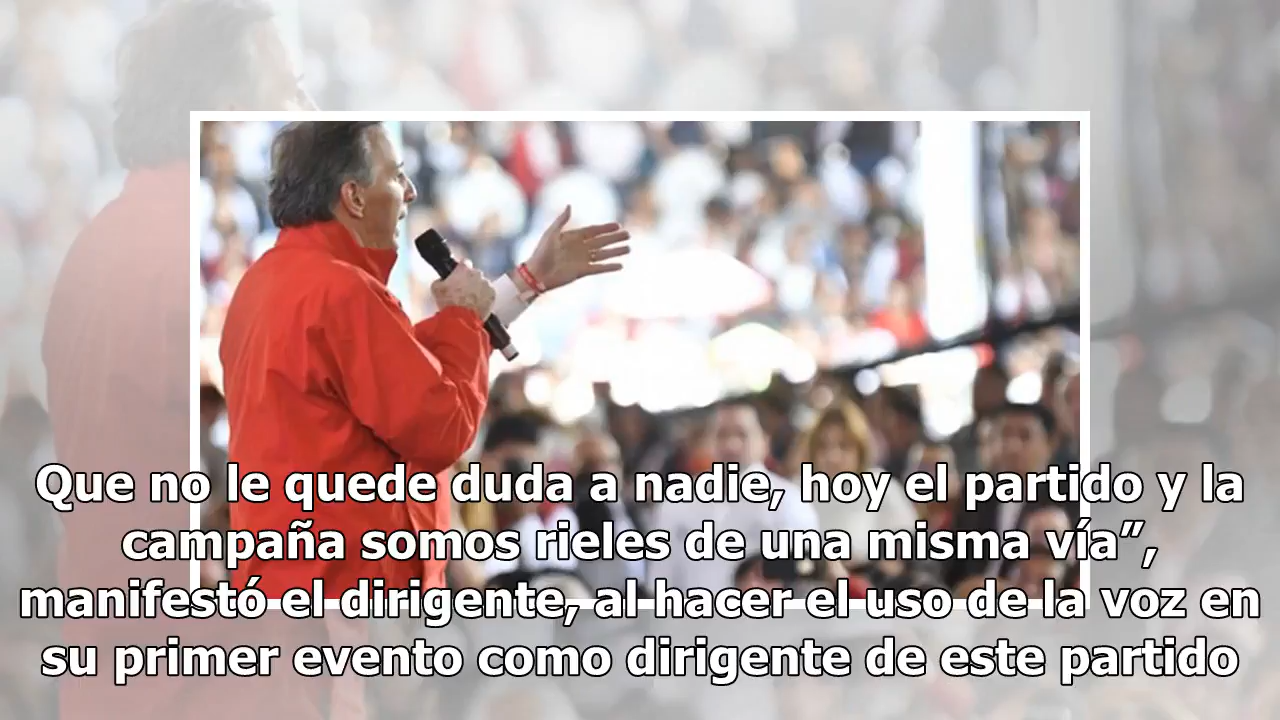 Que no le quede duda a nadie, hoy el partido y la
campaña somos rieles de una misma vía”,
manifestó el dirigente, al hacer el uso de la voz en
su primer evento como dirigente de este partido